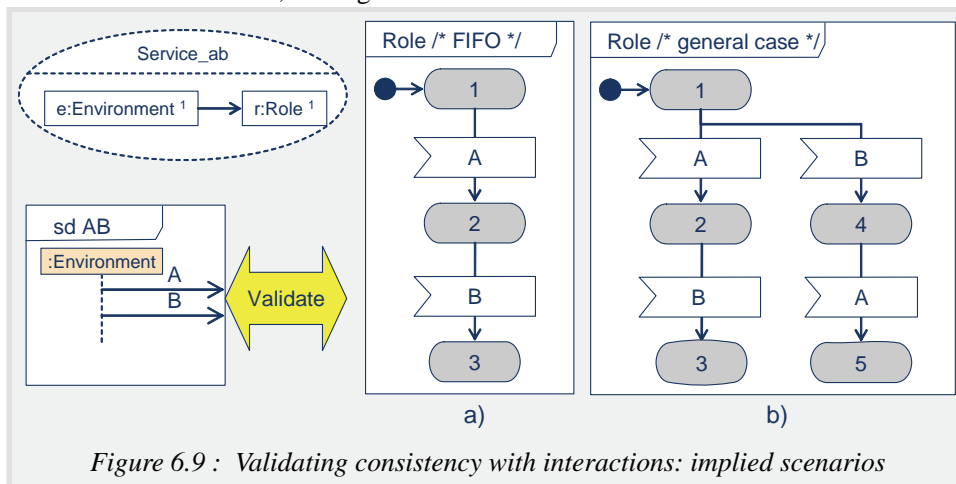 Service_ab
e:Environment 1
r:Role 1
sd AB
:Environment
A
B
Validate
Role /* FIFO */
1
A
2
B
3
a)
Role /* general case */
1
A
B
2
4
B
A
3
5
b)
Figure 6.9 : Validating consistency with interactions: implied scenarios